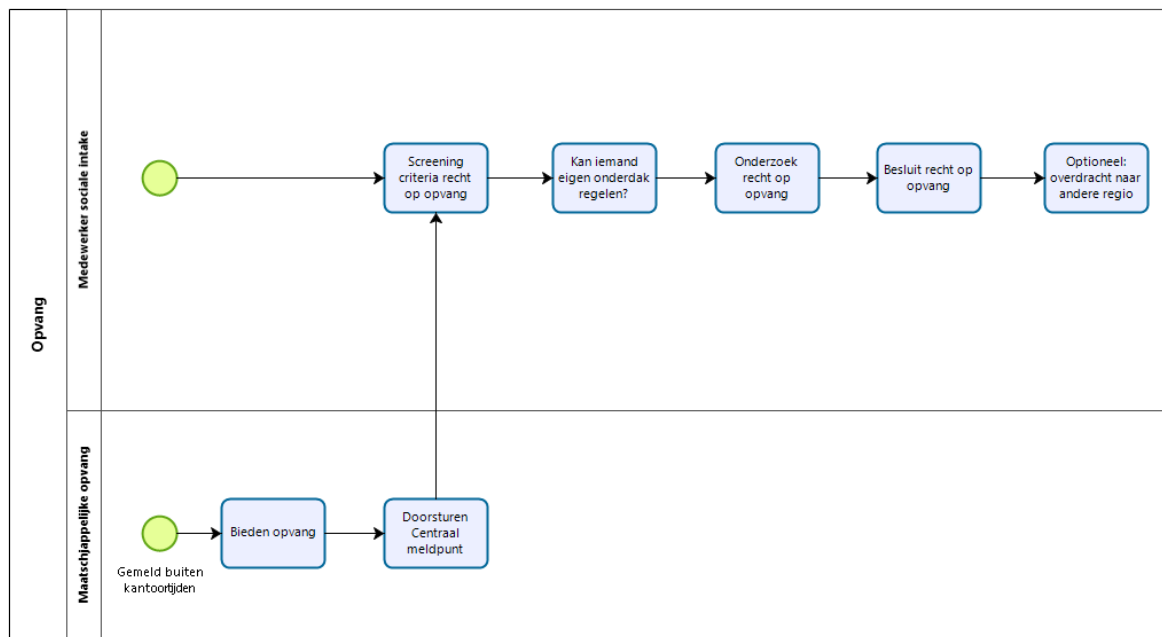 Opvang
Medewerker sociale intake
Screening
criteria recht
op opvang
Kan iemand
eigen onderdak
regelen?
Onderzoek
recht op
opvang
Besluit recht op
opvang
Optioneel:
overdracht naar
andere regio
Maatschjappelijke opvang
Gemeld buiten
kantoortijden
Bieden opvang
Doorsturen
Centraal
meldpunt